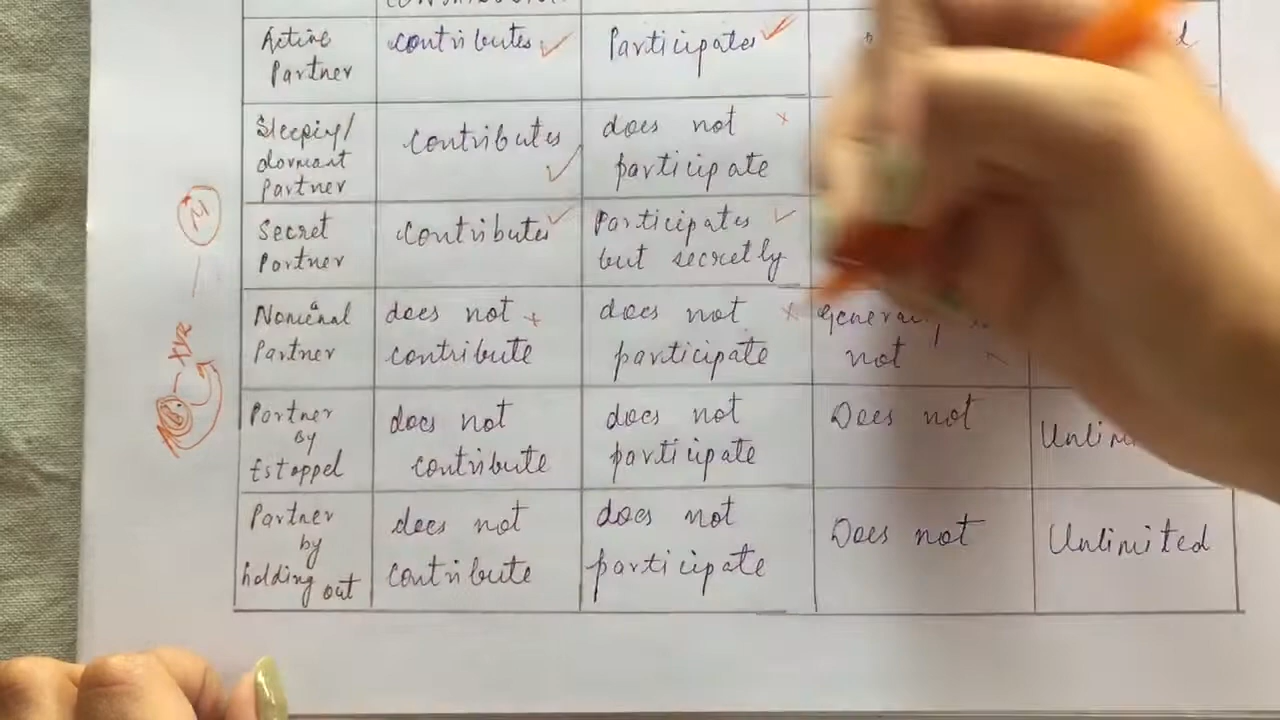 Active
Partner
contributes
Participates
Sleeping/
dormant
Partner
contributes
does not
participate
Secret
Partner
contributes
Participates
but secretly
Nominal
Partner
does not
contribute
does not
participate
not
Partner
by
Estoppel
does not
contribute
does not
participate
Does not
Partner
by
holding out
does not
contribute
does not
participate
Does not
Unlimited